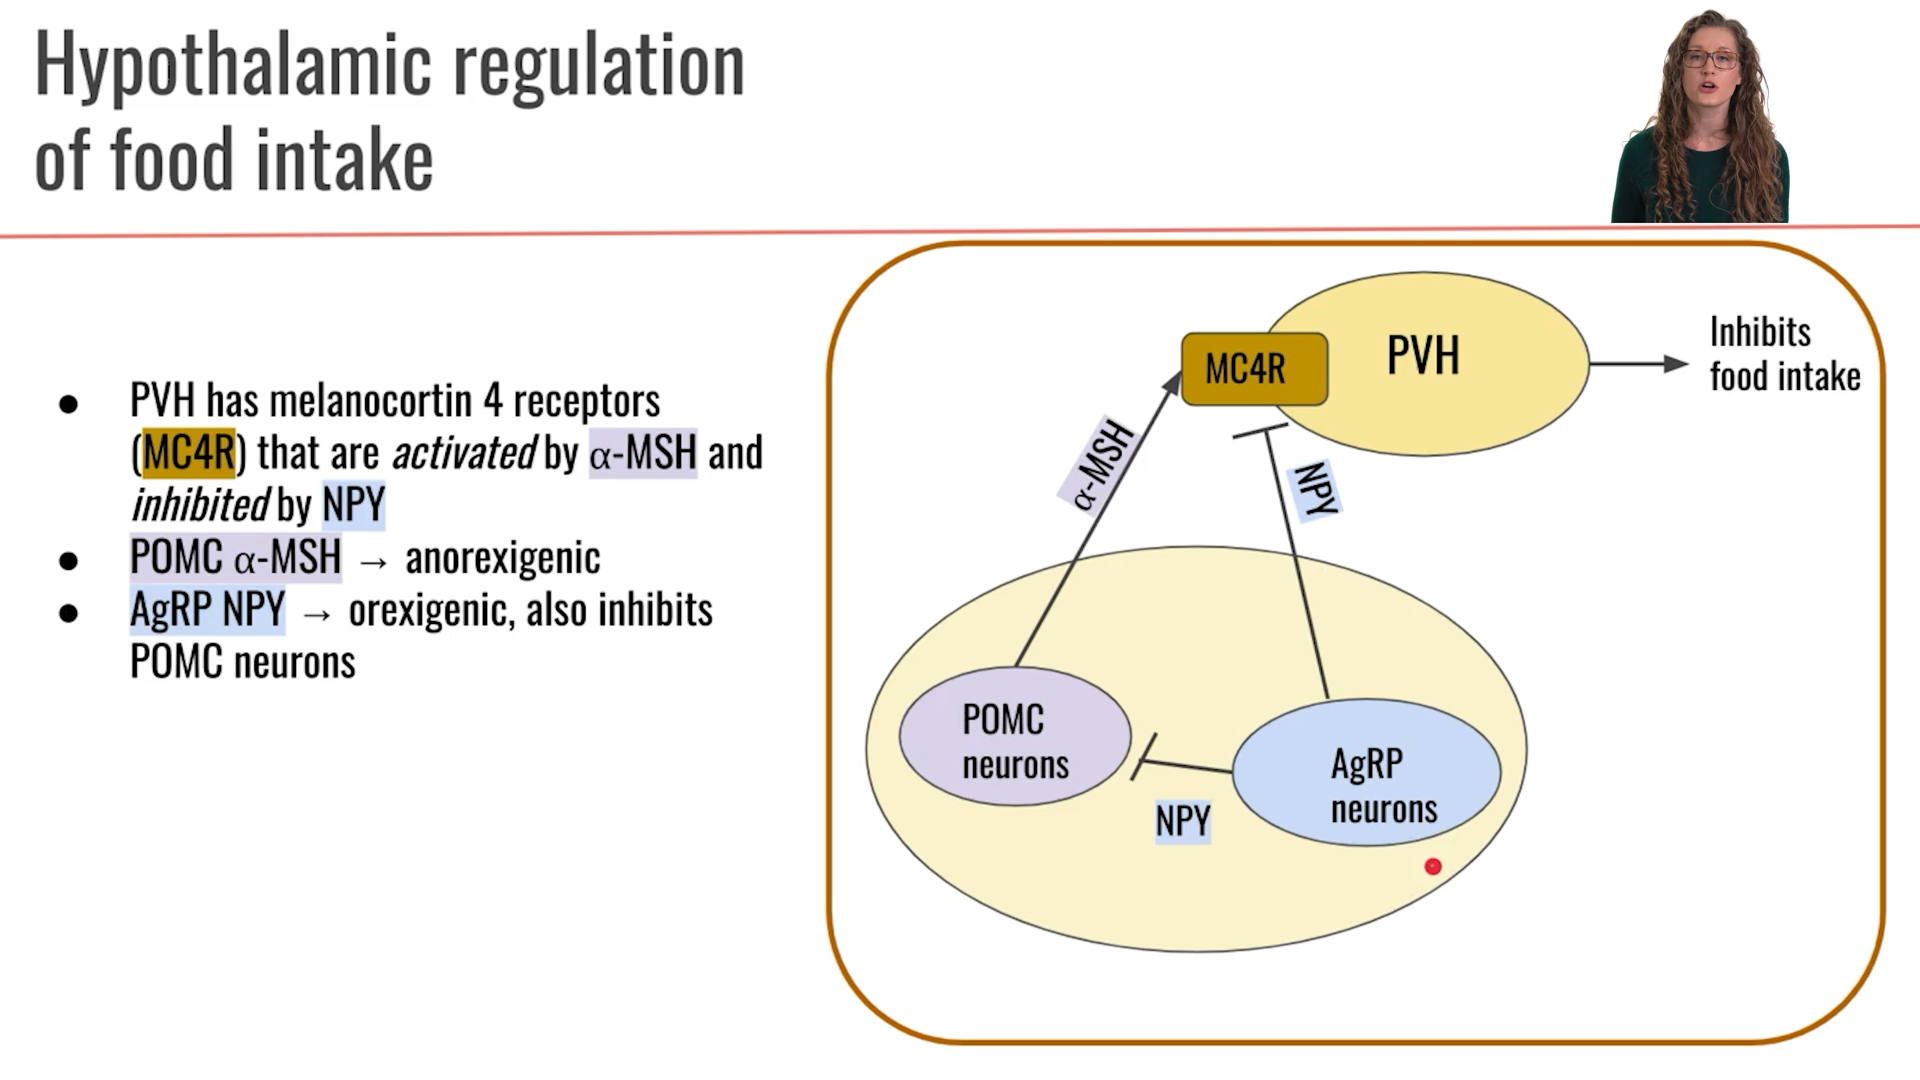 Hypothalamic regulation
of food intake
● PVH has melanocortin 4 receptors
(MC4R) that are activated by α-MSH and
inhibited by NPY
● POMC α-MSH → anorexigenic
● AgRP NPY → orexigenic, also inhibits
POMC neurons
MC4R
PVH
Inhibits
food intake
α-MSH
NPY
POMC
neurons
NPY
AgRP
neurons